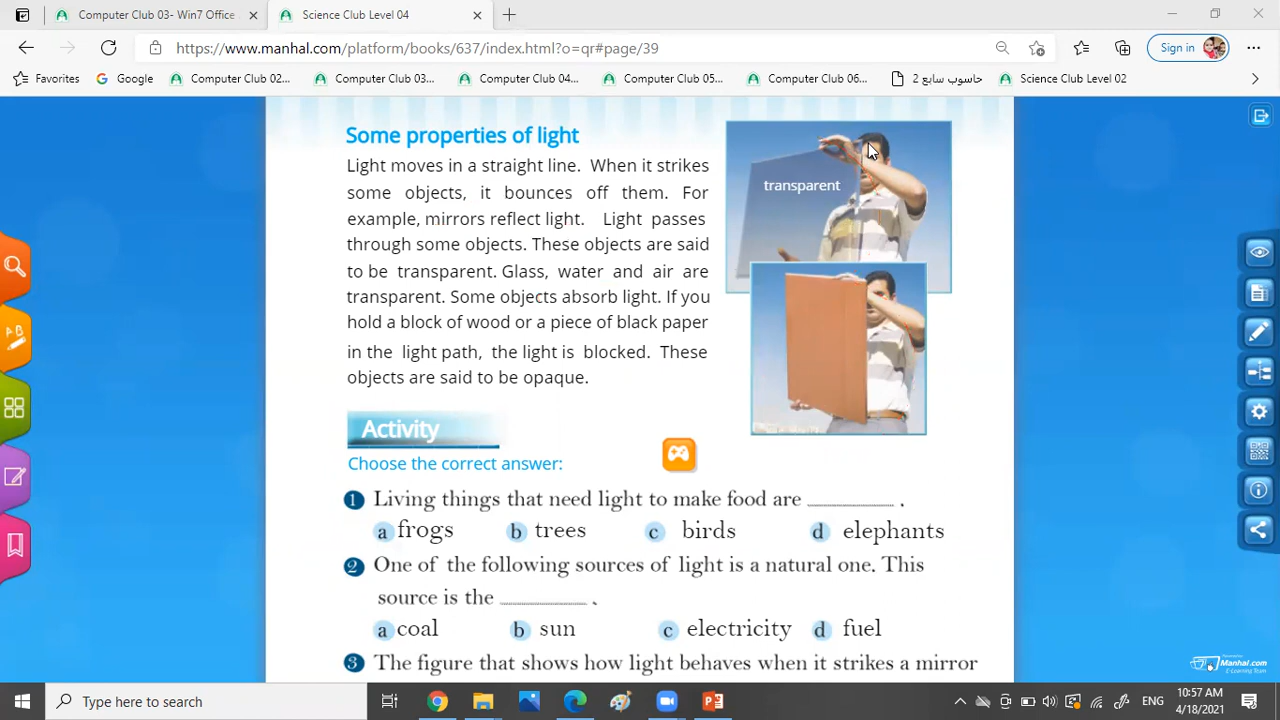 Computer Club 03- Win7 Office
Science Club Level 04
https://www.manhal.com/platform/books/637/index.html?o=qr#page/39
Sign in
Favorites
Google
Computer Club 02...
Computer Club 03...
Computer Club 04...
Computer Club 05...
Computer Club 06...
حاسوب سابع 2
Science Club Level 02
Some properties of light
Light moves in a straight line. When it strikes
some objects, it bounces off them. For
example, mirrors reflect light. Light passes
through some objects. These objects are said
to be transparent. Glass, water and air are
transparent. Some objects absorb light. If you
hold a block of wood or a piece of black paper
in the light path, the light is blocked. These
objects are said to be opaque.
transparent
Activity
Choose the correct answer:
1 Living things that need light to make food are ________ .
a frogs b trees c birds d elephants
2 One of the following sources of light is a natural one. This
source is the ________ .
a coal b sun c electricity d fuel
3 The figure that shows how light behaves when it strikes a mirror
Manhal.com
E-Learning Team
Type here to search
ENG
10:57 AM
4/18/2021